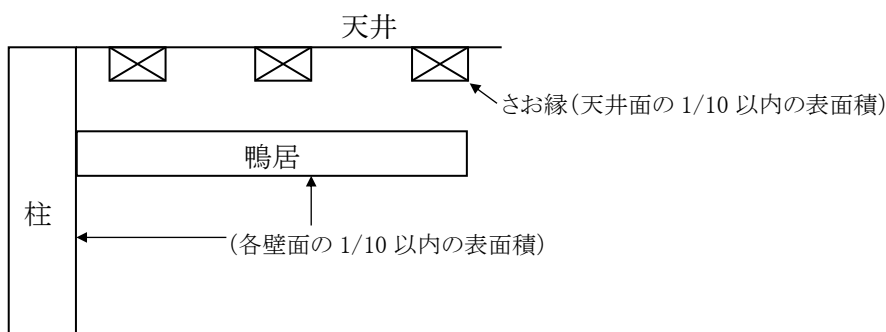 天井
さお縁(天井面の 1/10 以内の表面積)
鴨居
柱
(各壁面の 1/10 以内の表面積)